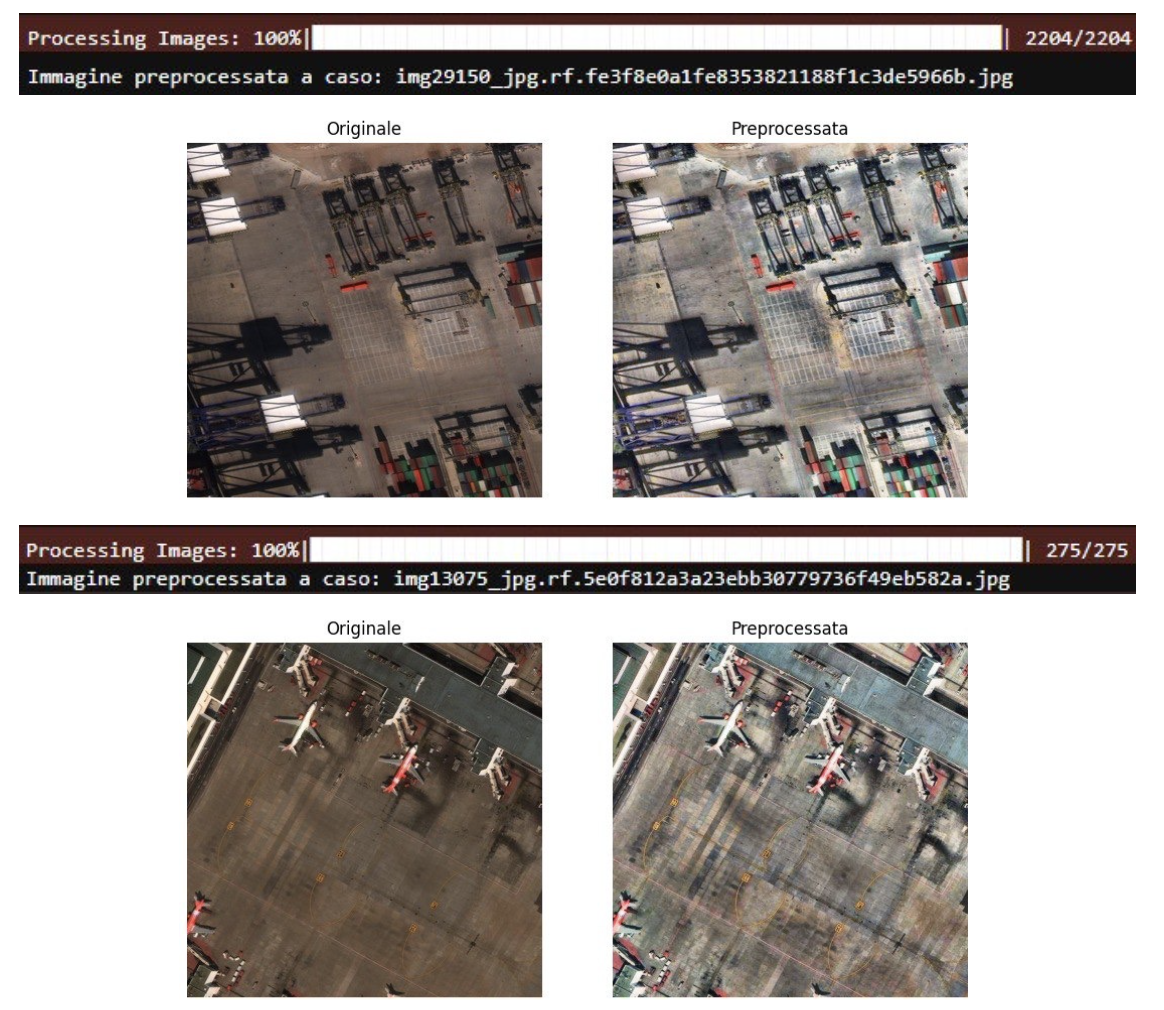 Processing Images: 100%| | 2204/2204
Immagine preprocessata a caso: img29150_jpg.rf.fe3f8e0a1fe8353821188f1c3de5966b.jpg
Originale Preprocessata
Processing Images: 100%| | 275/275
Immagine preprocessata a caso: img13075_jpg.rf.5e0f812a3a23ebb30779736f49eb582a.jpg
Originale Preprocessata